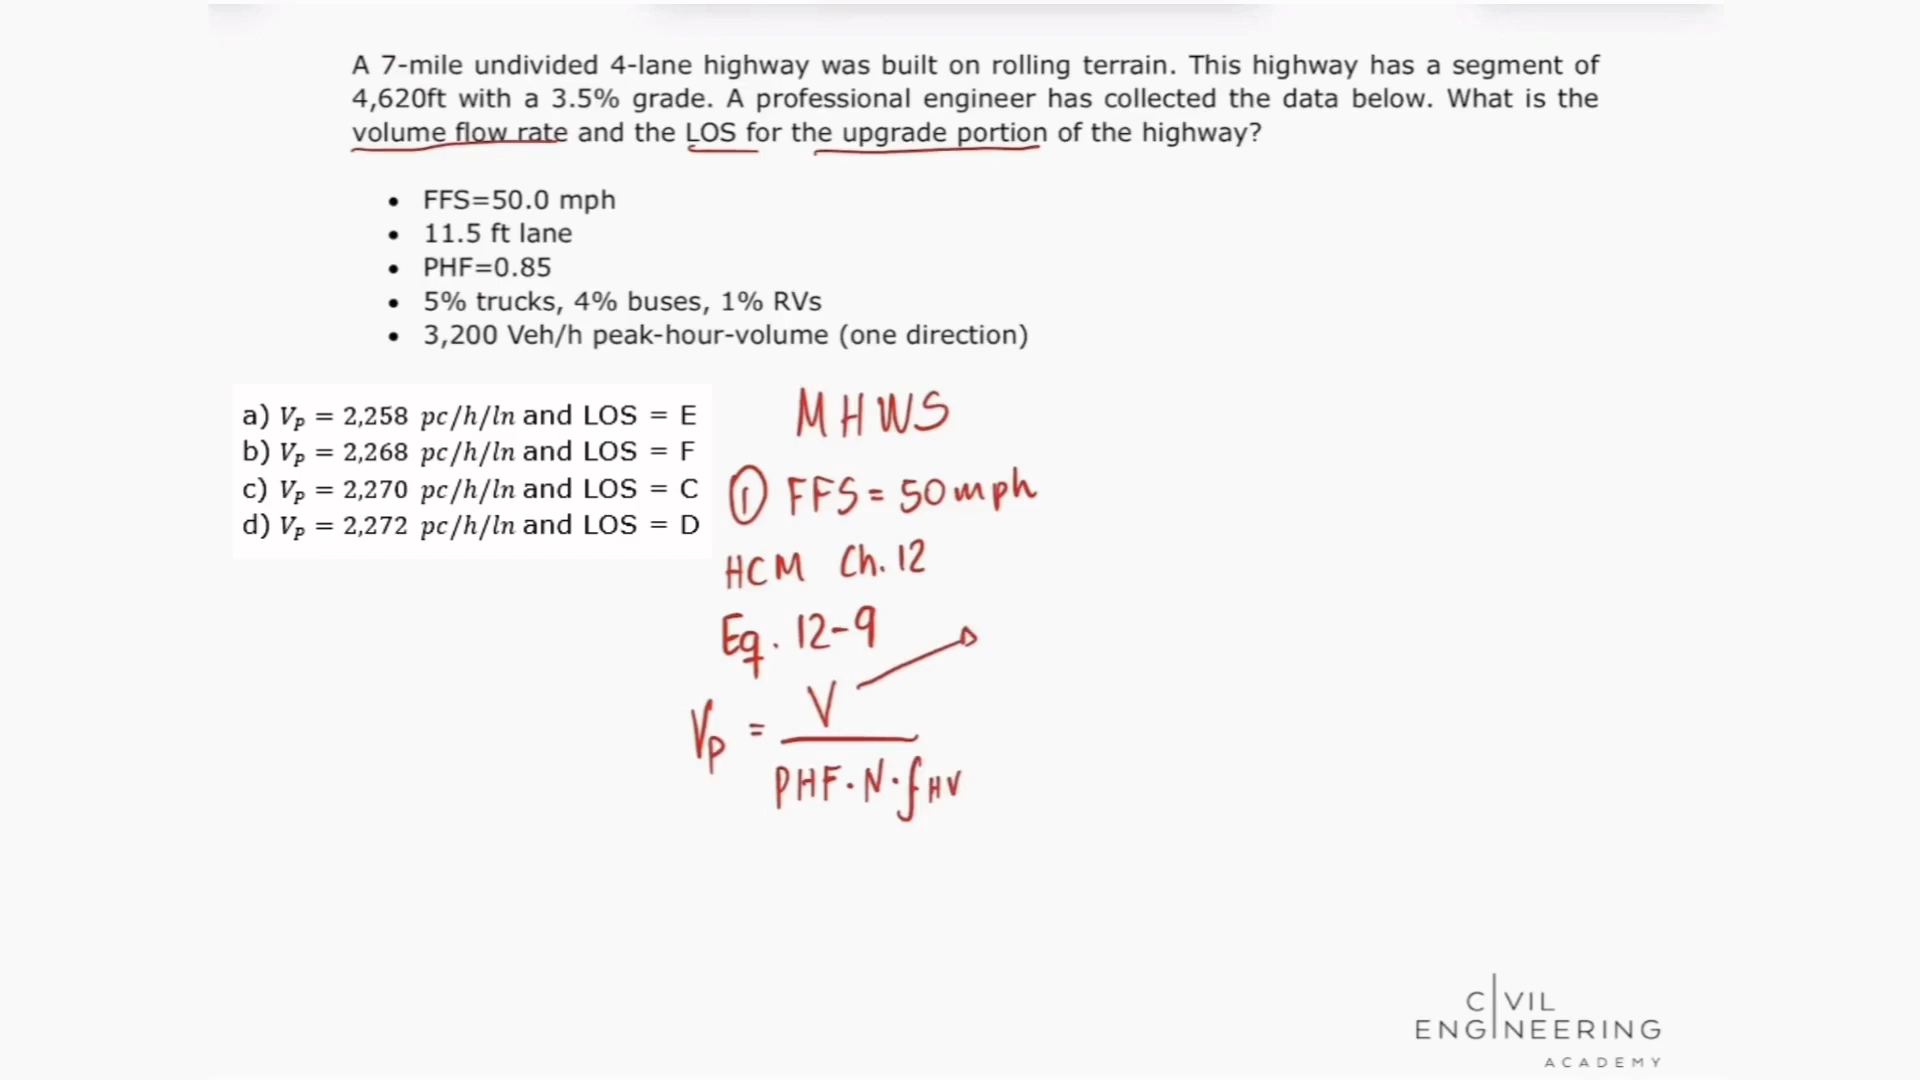 A 7-mile undivided 4-lane highway was built on rolling terrain. This highway has a segment of
4,620ft with a 3.5% grade. A professional engineer has collected the data below. What is the
volume flow rate and the LOS for the upgrade portion of the highway?
• FFS=50.0 mph
• 11.5 ft lane
• PHF=0.85
• 5% trucks, 4% buses, 1% RVs
• 3,200 Veh/h peak-hour-volume (one direction)
a) Vₚ = 2,258 pc/h/ln and LOS = E
b) Vₚ = 2,268 pc/h/ln and LOS = F
c) Vₚ = 2,270 pc/h/ln and LOS = C
d) Vₚ = 2,272 pc/h/ln and LOS = D
MHWS
① FFS = 50mph
HCM Ch. 12
Eq. 12-9
Vp = V
PHF · N · fHV
CIVIL
ENGINEERING
ACADEMY